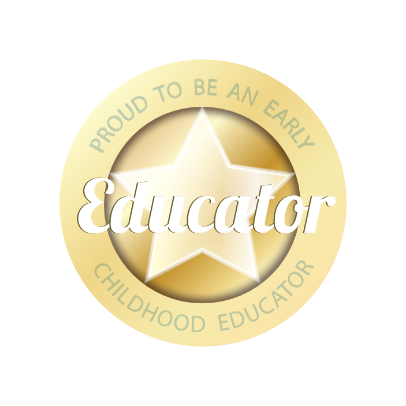 PROUD TO BE AN EARLY
Educator
CHILDHOOD EDUCATOR